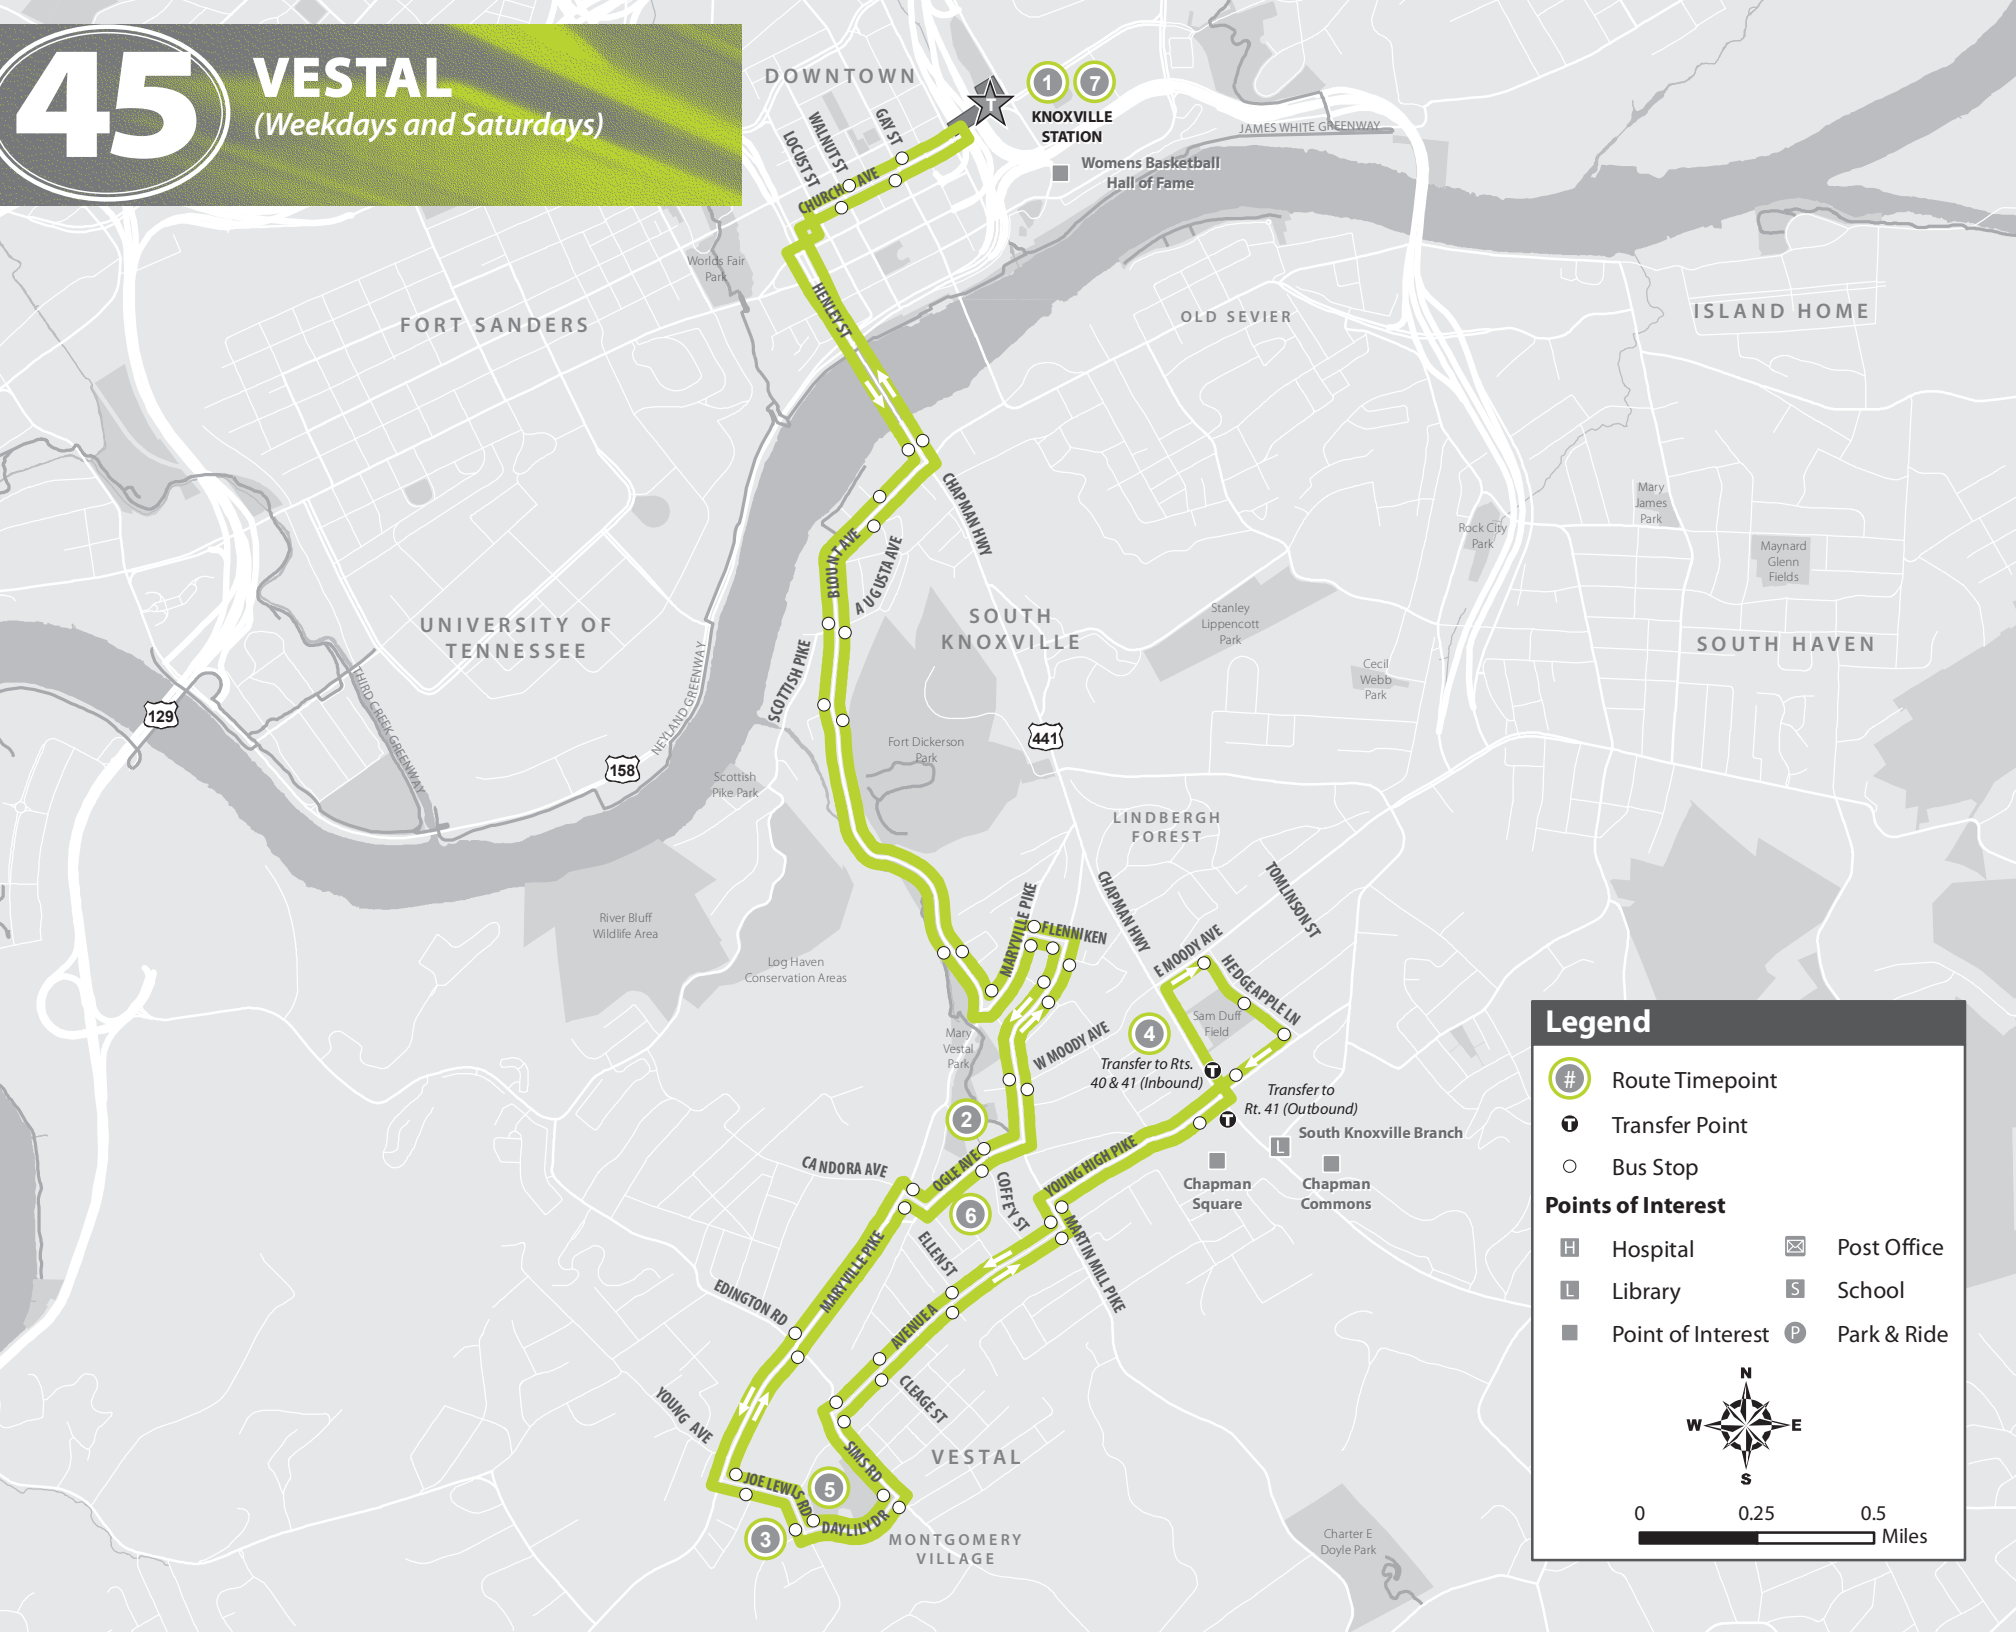 45
VESTAL
(Weekdays and Saturdays)
DOWNTOWN
1
7
KNOXVILLE
STATION
T
GAY ST
WALNUT ST
LOCUST ST
CHURCH AVE
JAMES WHITE GREENWAY
Womens Basketball
Hall of Fame
Worlds Fair
Park
HENLEY ST
FORT SANDERS
OLD SEVIER
ISLAND HOME
CHAPMAN HWY
Mary
James
Park
Rock City
Park
Maynard
Glenn
Fields
BLOUNT AVE
AUGUSTA AVE
SOUTH
KNOXVILLE
Stanley
Lippencott
Park
UNIVERSITY OF
TENNESSEE
SOUTH HAVEN
Cecil
Webb
Park
SCOTTISH PIKE
THIRD CREEK GREENWAY
NEYLAND GREENWAY
129
441
158
Fort Dickerson
Park
Scottish
Pike Park
LINDBERGH
FOREST
TOMLINSON ST
CHAPMAN HWY
MARYVILLE PIKE
FLENNIKEN
River Bluff
Wildlife Area
E MOODY AVE
HEDGEAPPLE LN
Log Haven
Conservation Areas
Sam Duff
Field
Mary
Vestal
Park
W MOODY AVE
4
Transfer to Rts.
40 & 41 (Inbound)
T
Transfer to
Rt. 41 (Outbound)
T
2
South Knoxville Branch
L
CANDORA AVE
OGLE AVE
YOUNG HIGH PIKE
Chapman
Square
Chapman
Commons
COFFEY ST
6
ELLEN ST
MARTIN MILL PIKE
MARYVILLE PIKE
EDINGTON RD
AVENUE A
CLEAGE ST
YOUNG AVE
SIMS RD
VESTAL
JOE LEWIS RD
5
3
DAYLILY DR
MONTGOMERY
VILLAGE
Charter E
Doyle Park
Legend
# Route Timepoint
T Transfer Point
Bus Stop
Points of Interest
H Hospital
Post Office
L Library
S School
Point of Interest
P Park & Ride
N
W E
S
0 0.25 0.5
Miles